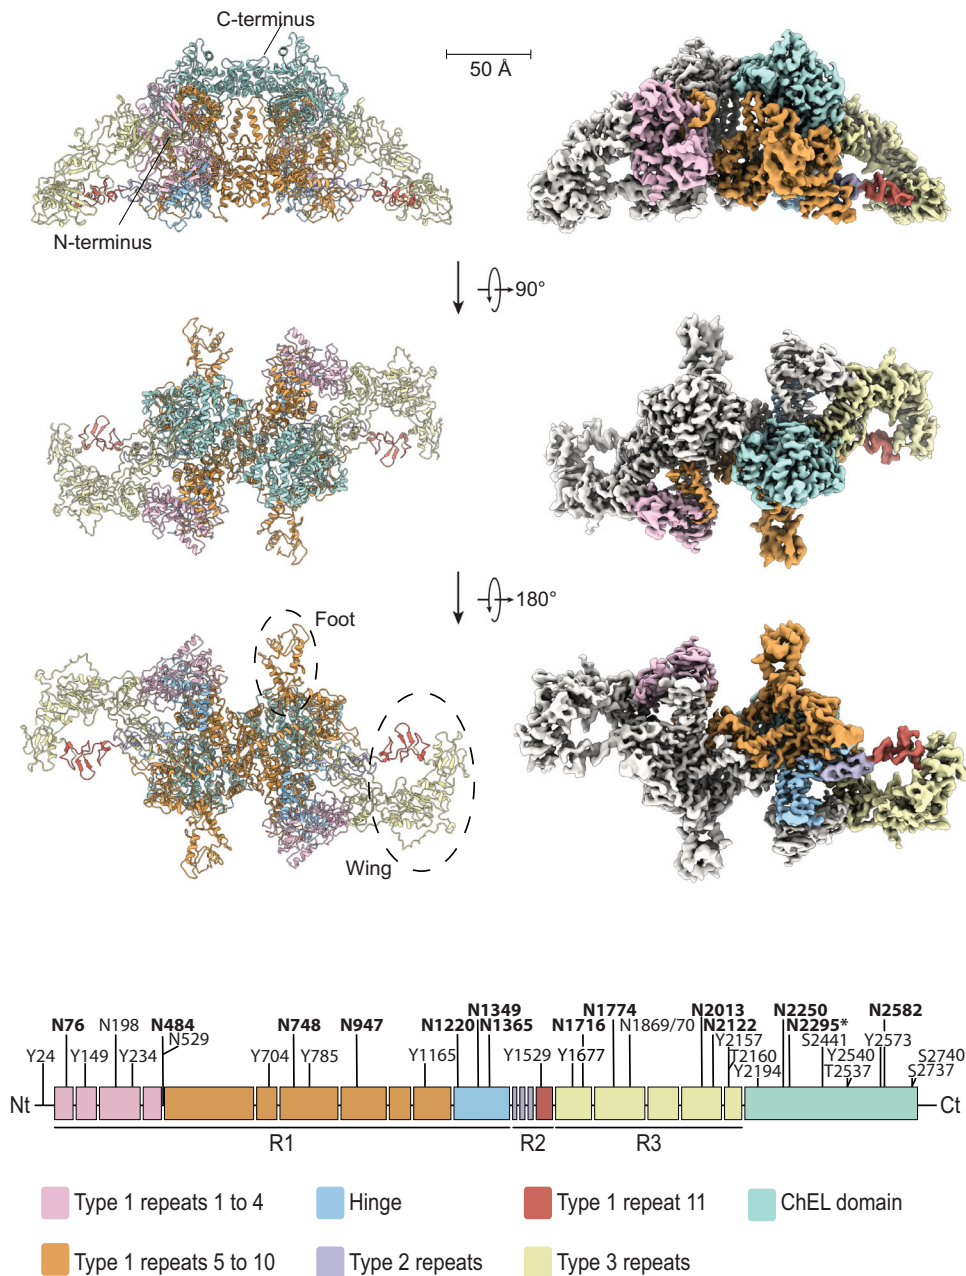 C-terminus
50 Å
N-terminus
90°
180°
Foot
Wing
N1349 N1774 N2013 N2250 N2582
N76 N198 N484 N748 N947 N1220 N1365 N1716 N1869/70 N2122 N2295*
N529 Y2157 S2441 Y2573
Y24 Y149 Y234 Y704 Y785 Y1165 Y1529 Y1677 T2160 Y2540 S2740
Y2194 T2537 S2737
Nt Ct
R1 R2 R3
Type 1 repeats 1 to 4 Hinge Type 1 repeat 11 ChEL domain
Type 1 repeats 5 to 10 Type 2 repeats Type 3 repeats